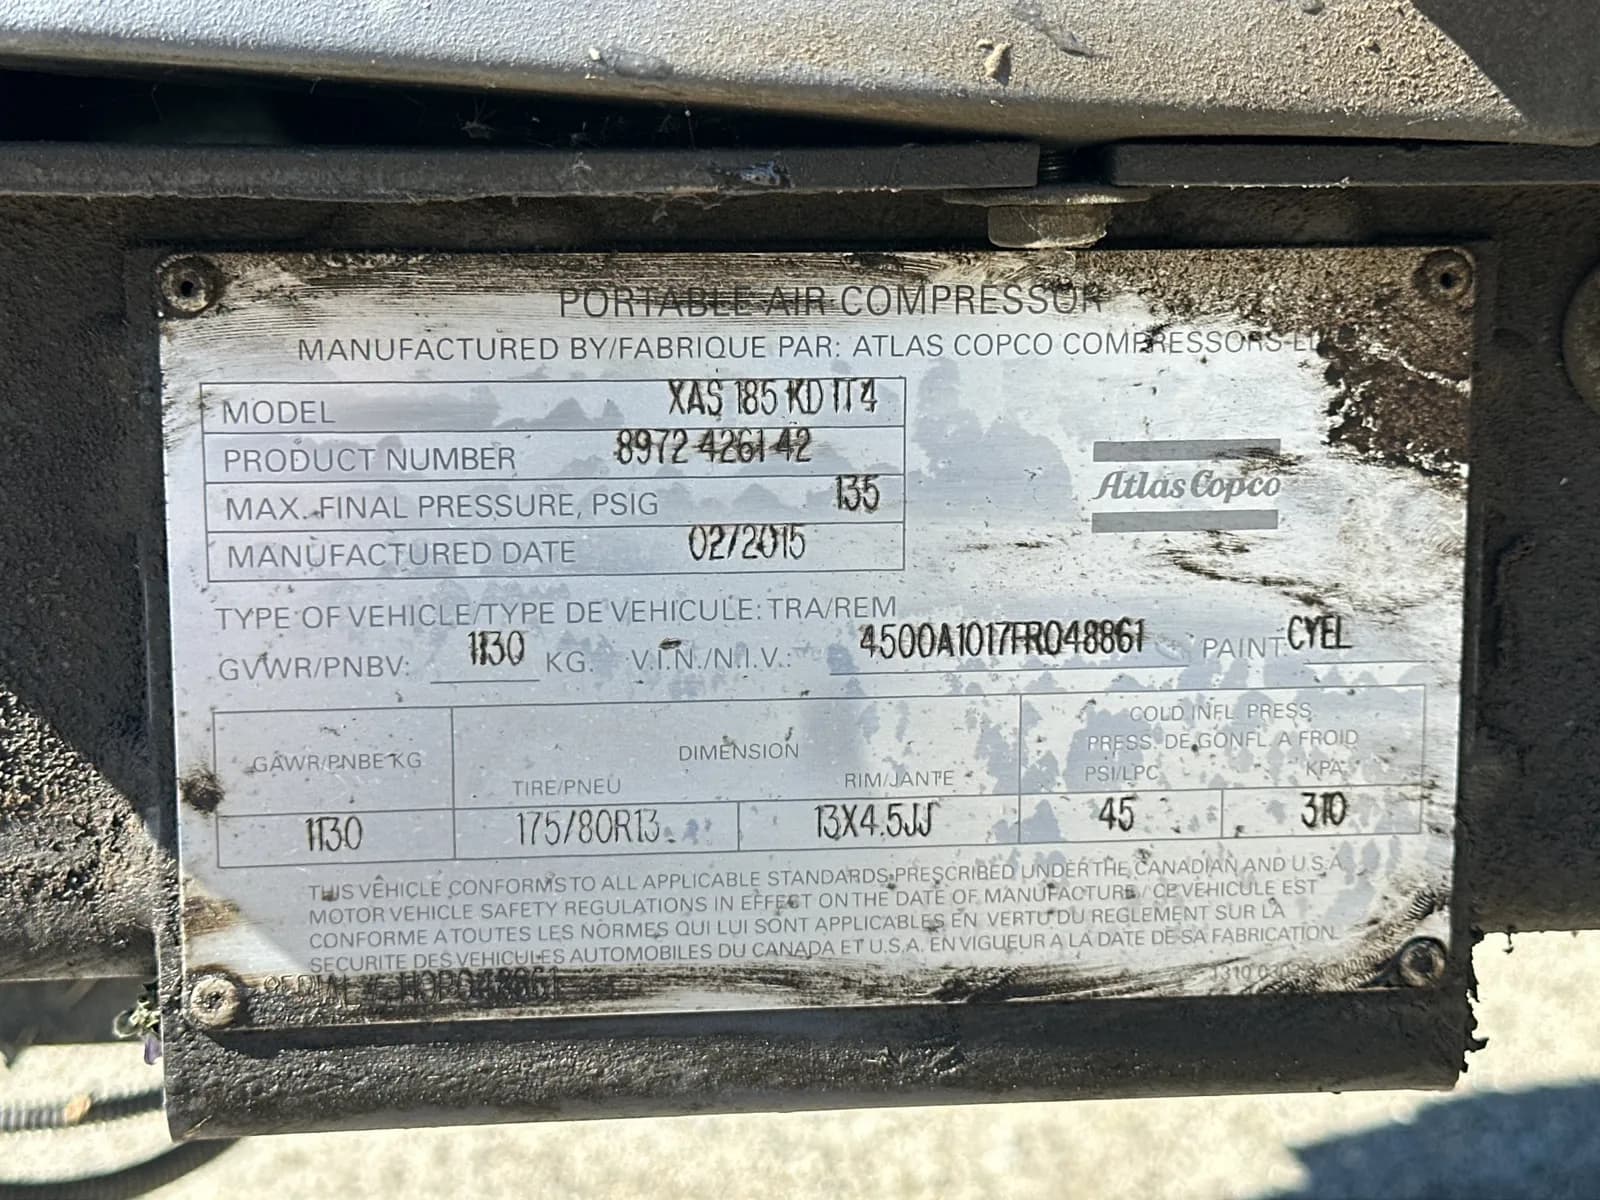 PORTABLE AIR COMPRESSOR
MANUFACTURED BY/FABRIQUE PAR: ATLAS COPCO COMPRESSORS
MODEL XAS 185 KD IT4
PRODUCT NUMBER 8972 4261 42
MAX. FINAL PRESSURE, PSIG 135
MANUFACTURED DATE 02/2015
Atlas Copco
TYPE OF VEHICLE/TYPE DE VEHICULE: TRA/REM
GVWR/PNBV: 1130 KG. V.I.N./N.I.V.: 4500A1017FR048861 PAINT CYEL
GAWR/PNBE KG
DIMENSION
TIRE/PNEU RIM/JANTE
COLD INFL. PRESS.
PRESS. DE GONFL. A FROID
PSI/LPC KPA
1130 175/80R13 13X4.5JJ 45 310
THIS VEHICLE CONFORMS TO ALL APPLICABLE STANDARDS PRESCRIBED UNDER THE CANADIAN AND U.S.A.
MOTOR VEHICLE SAFETY REGULATIONS IN EFFECT ON THE DATE OF MANUFACTURE / CE VEHICULE EST
CONFORME A TOUTES LES NORMES QUI LUI SONT APPLICABLES EN VERTU DU REGLEMENT SUR LA
SECURITE DES VEHICULES AUTOMOBILES DU CANADA ET U.S.A. EN VIGUEUR A LA DATE DE SA FABRICATION
SERIAL #: HOP048861